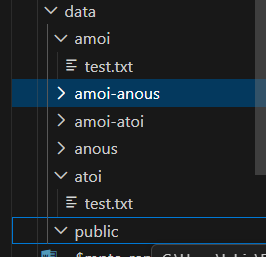 data
amoi
test.txt
amoi-anous
amoi-atoi
anous
atoi
test.txt
public